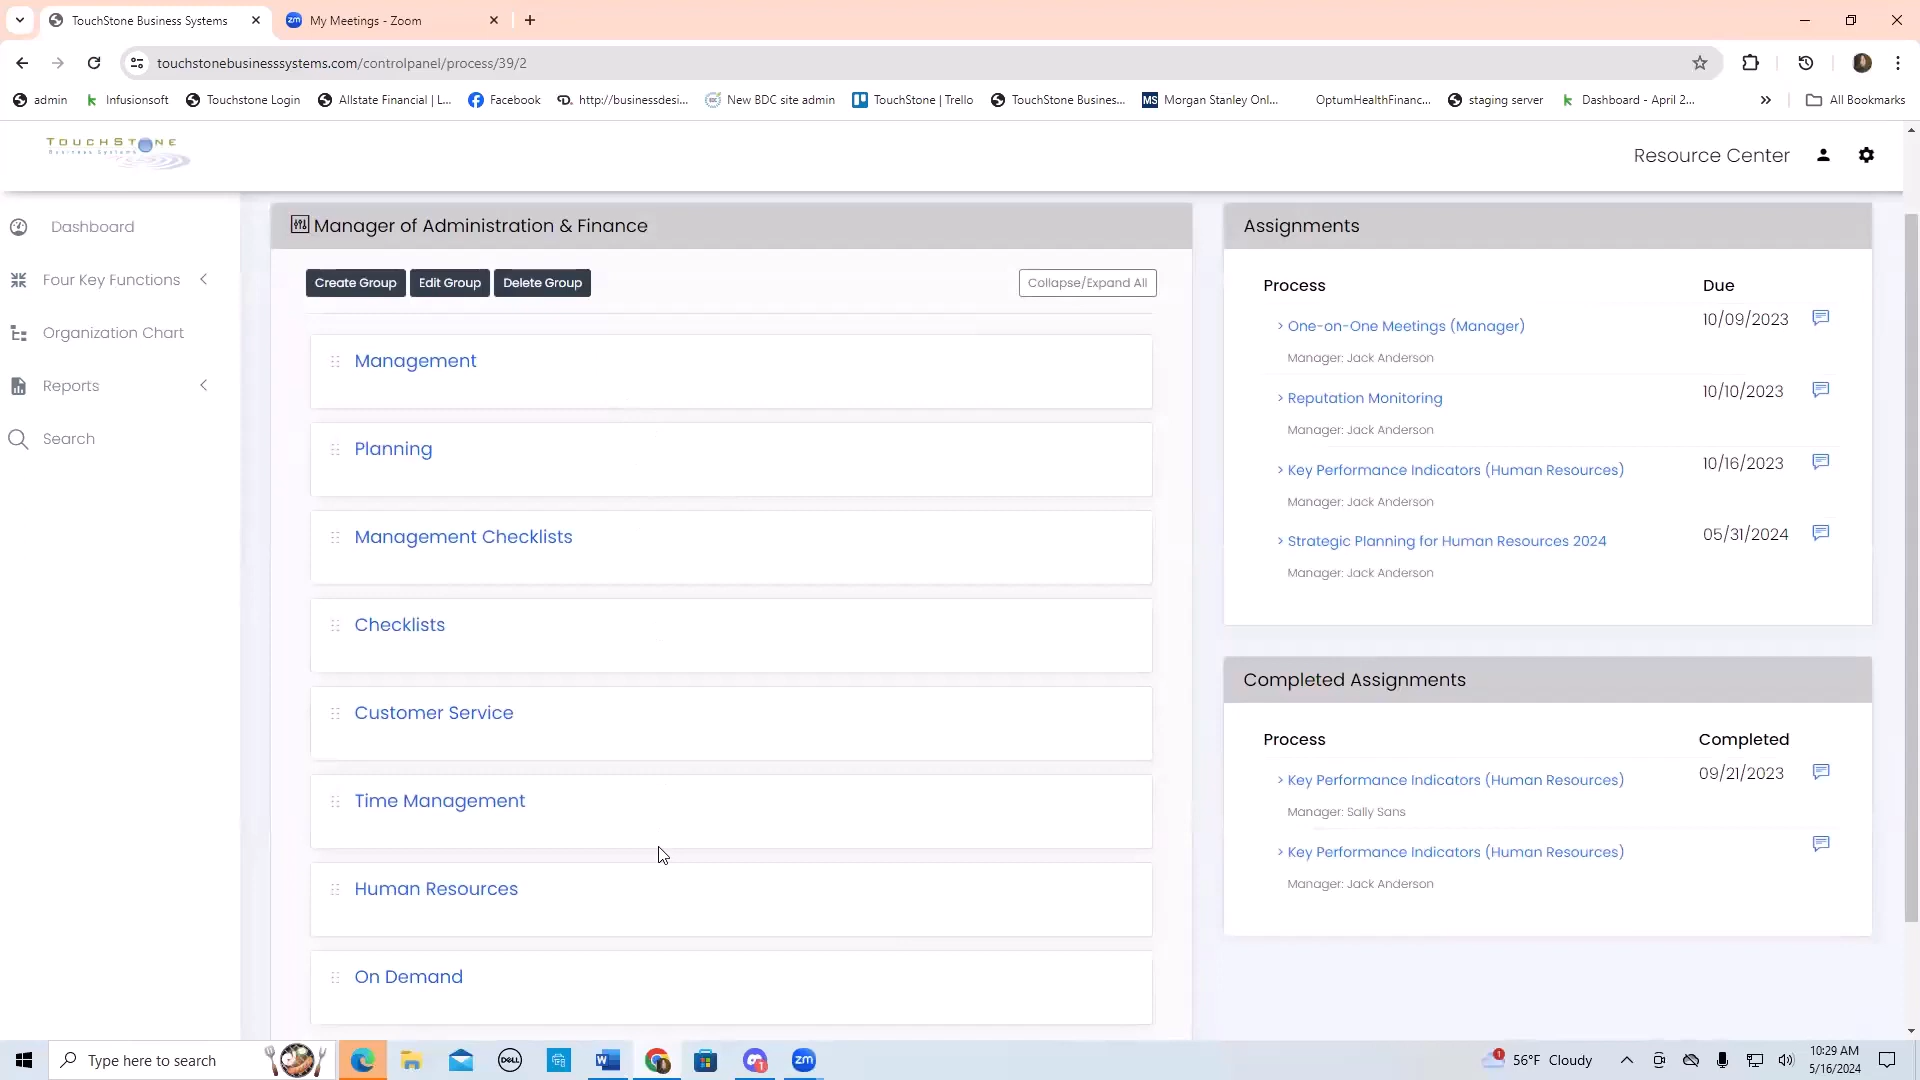 TouchStone Business Systems
My Meetings - Zoom
touchstonebusinesssystems.com/controlpanel/process/39/2
admin
Infusionsoft
Touchstone Login
Allstate Financial | L...
Facebook
http://businessdesi...
New BDC site admin
TouchStone | Trello
TouchStone Busines...
Morgan Stanley Onl...
OptumHealthFinanc...
staging server
Dashboard - April 2...
All Bookmarks
TOUCHSTONE
Business Systems
Resource Center
Dashboard
Four Key Functions
Organization Chart
Reports
Search
Manager of Administration & Finance
Create Group
Edit Group
Delete Group
Collapse/Expand All
Management
Planning
Management Checklists
Checklists
Customer Service
Time Management
Human Resources
On Demand
Assignments
Process Due
> One-on-One Meetings (Manager) 10/09/2023
Manager: Jack Anderson
> Reputation Monitoring 10/10/2023
Manager: Jack Anderson
> Key Performance Indicators (Human Resources) 10/16/2023
Manager: Jack Anderson
> Strategic Planning for Human Resources 2024 05/31/2024
Manager: Jack Anderson
Completed Assignments
Process Completed
> Key Performance Indicators (Human Resources) 09/21/2023
Manager: Sally Sans
> Key Performance Indicators (Human Resources)
Manager: Jack Anderson
Type here to search
DELL
zm
56°F Cloudy
10:29 AM
5/16/2024